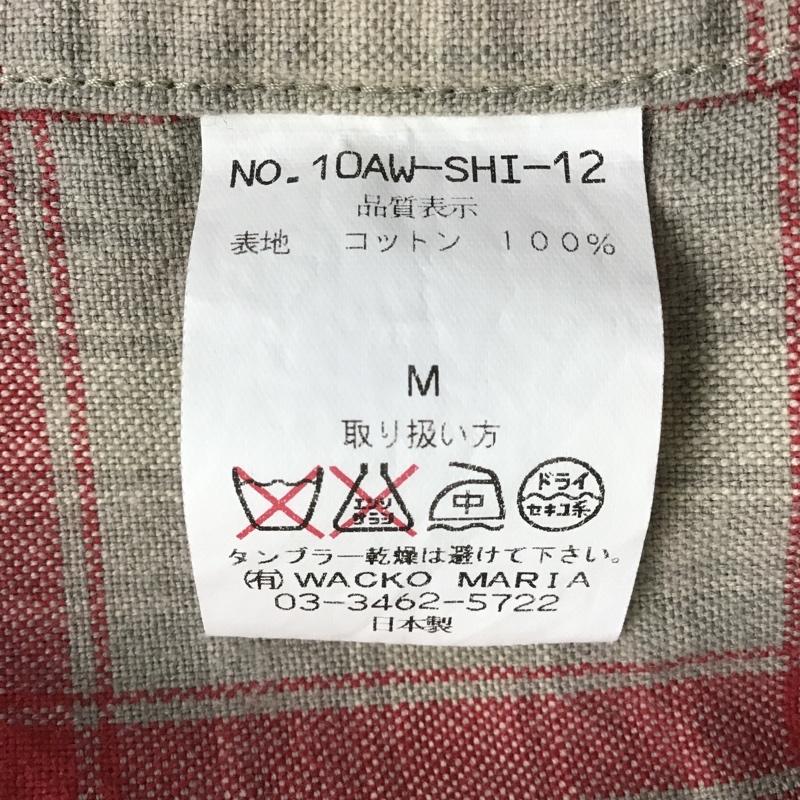 NO.10AW-SHI-12
品質表示
表地 コットン 100%
M
取り扱い方
エンソ サラシ 中 ドライ セキユ系
タンブラー乾燥は避けて下さい。
(有)WACKO MARIA
03-3462-5722
日本製